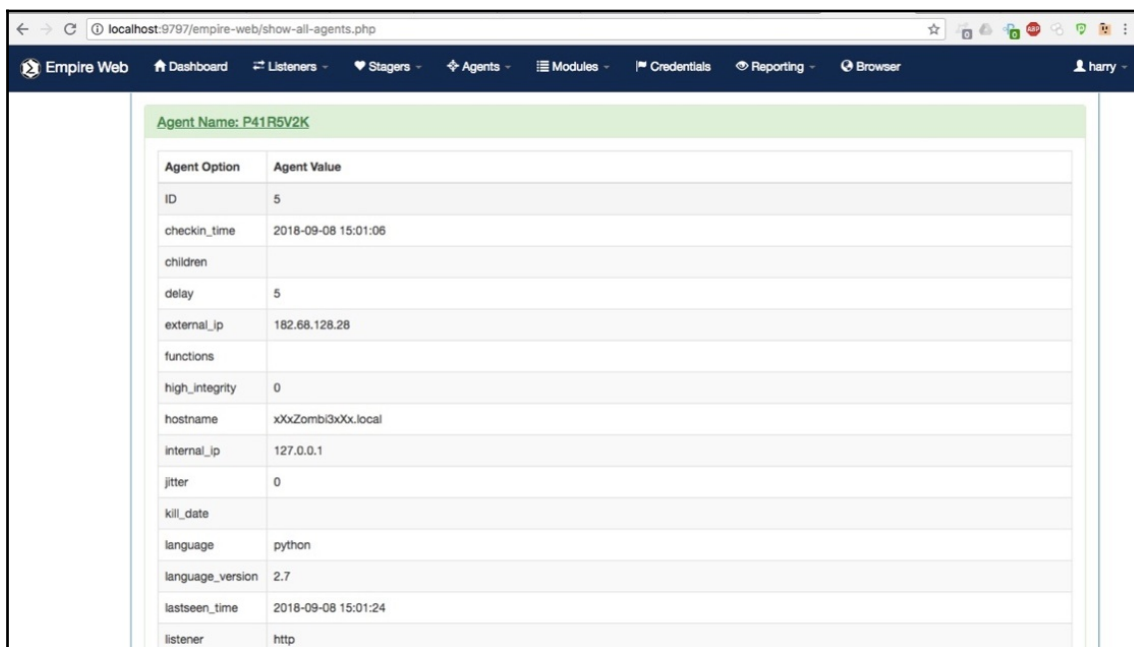 localhost:9797/empire-web/show-all-agents.php
Empire Web Dashboard Listeners Stagers Agents Modules Credentials Reporting Browser harry
Agent Name: P41R5V2K
Agent Option Agent Value
ID 5
checkin_time 2018-09-08 15:01:06
children
delay 5
external_ip 182.68.128.28
functions
high_integrity 0
hostname xXxZombi3xXx.local
internal_ip 127.0.0.1
jitter 0
kill_date
language python
language_version 2.7
lastseen_time 2018-09-08 15:01:24
listener http